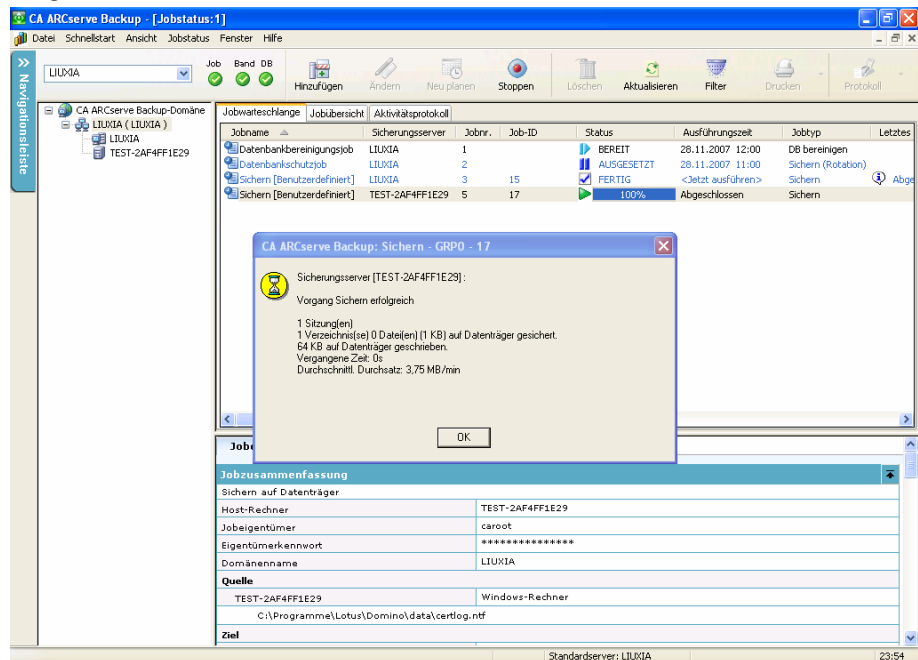 CA ARCserve Backup - [Jobstatus:1]
Datei Schnellstart Ansicht Jobstatus Fenster Hilfe
LIUXIA
Job Band DB
Hinzufügen Ändern Neu planen Stoppen Löschen Aktualisieren Filter Drucken Protokoll
Navigationsleiste
CA ARCserve Backup-Domäne
LIUXIA ( LIUXIA )
LIUXIA
TEST-2AF4FF1E29
Jobwarteschlange Jobübersicht Aktivitätsprotokoll
Jobname Sicherungsserver Jobnr. Job-ID Status Ausführungszeit Jobtyp Letztes
Datenbankbereinigungsjob LIUXIA 1 BEREIT 28.11.2007 12:00 DB bereinigen
Datenbankschutzjob LIUXIA 2 AUSGESETZT 28.11.2007 11:00 Sichern (Rotation)
Sichern [Benutzerdefiniert] LIUXIA 3 15 FERTIG <Jetzt ausführen> Sichern Abge
Sichern [Benutzerdefiniert] TEST-2AF4FF1E29 5 17 100% Abgeschlossen Sichern
CA ARCserve Backup: Sichern - GRP0 - 17
Sicherungsserver [TEST-2AF4FF1E29] :
Vorgang Sichern erfolgreich
1 Sitzung(en)
1 Verzeichnis(se) 0 Datei(en) (1 KB) auf Datenträger gesichert.
64 KB auf Datenträger geschrieben.
Vergangene Zeit: 0s
Durchschnittl. Durchsatz: 3,75 MB/min
OK
Jobzusammenfassung
Sichern auf Datenträger
Host-Rechner TEST-2AF4FF1E29
Jobeigentümer caroot
Eigentümerkennwort ***************
Domänenname LIUXIA
Quelle
TEST-2AF4FF1E29 Windows-Rechner
C:\Programme\Lotus\Domino\data\certlog.ntf
Ziel
Standardserver: LIUXIA 23:54